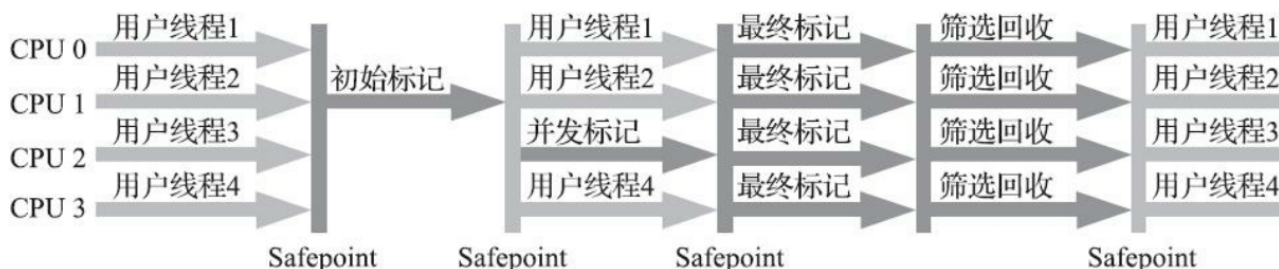 用户线程1 用户线程1 最终标记 筛选回收 用户线程1
CPU 0
用户线程2 初始标记 用户线程2 最终标记 筛选回收 用户线程2
CPU 1
用户线程3 并发标记 最终标记 筛选回收 用户线程3
CPU 2
用户线程4 用户线程4 最终标记 筛选回收 用户线程4
CPU 3
Safepoint Safepoint Safepoint Safepoint